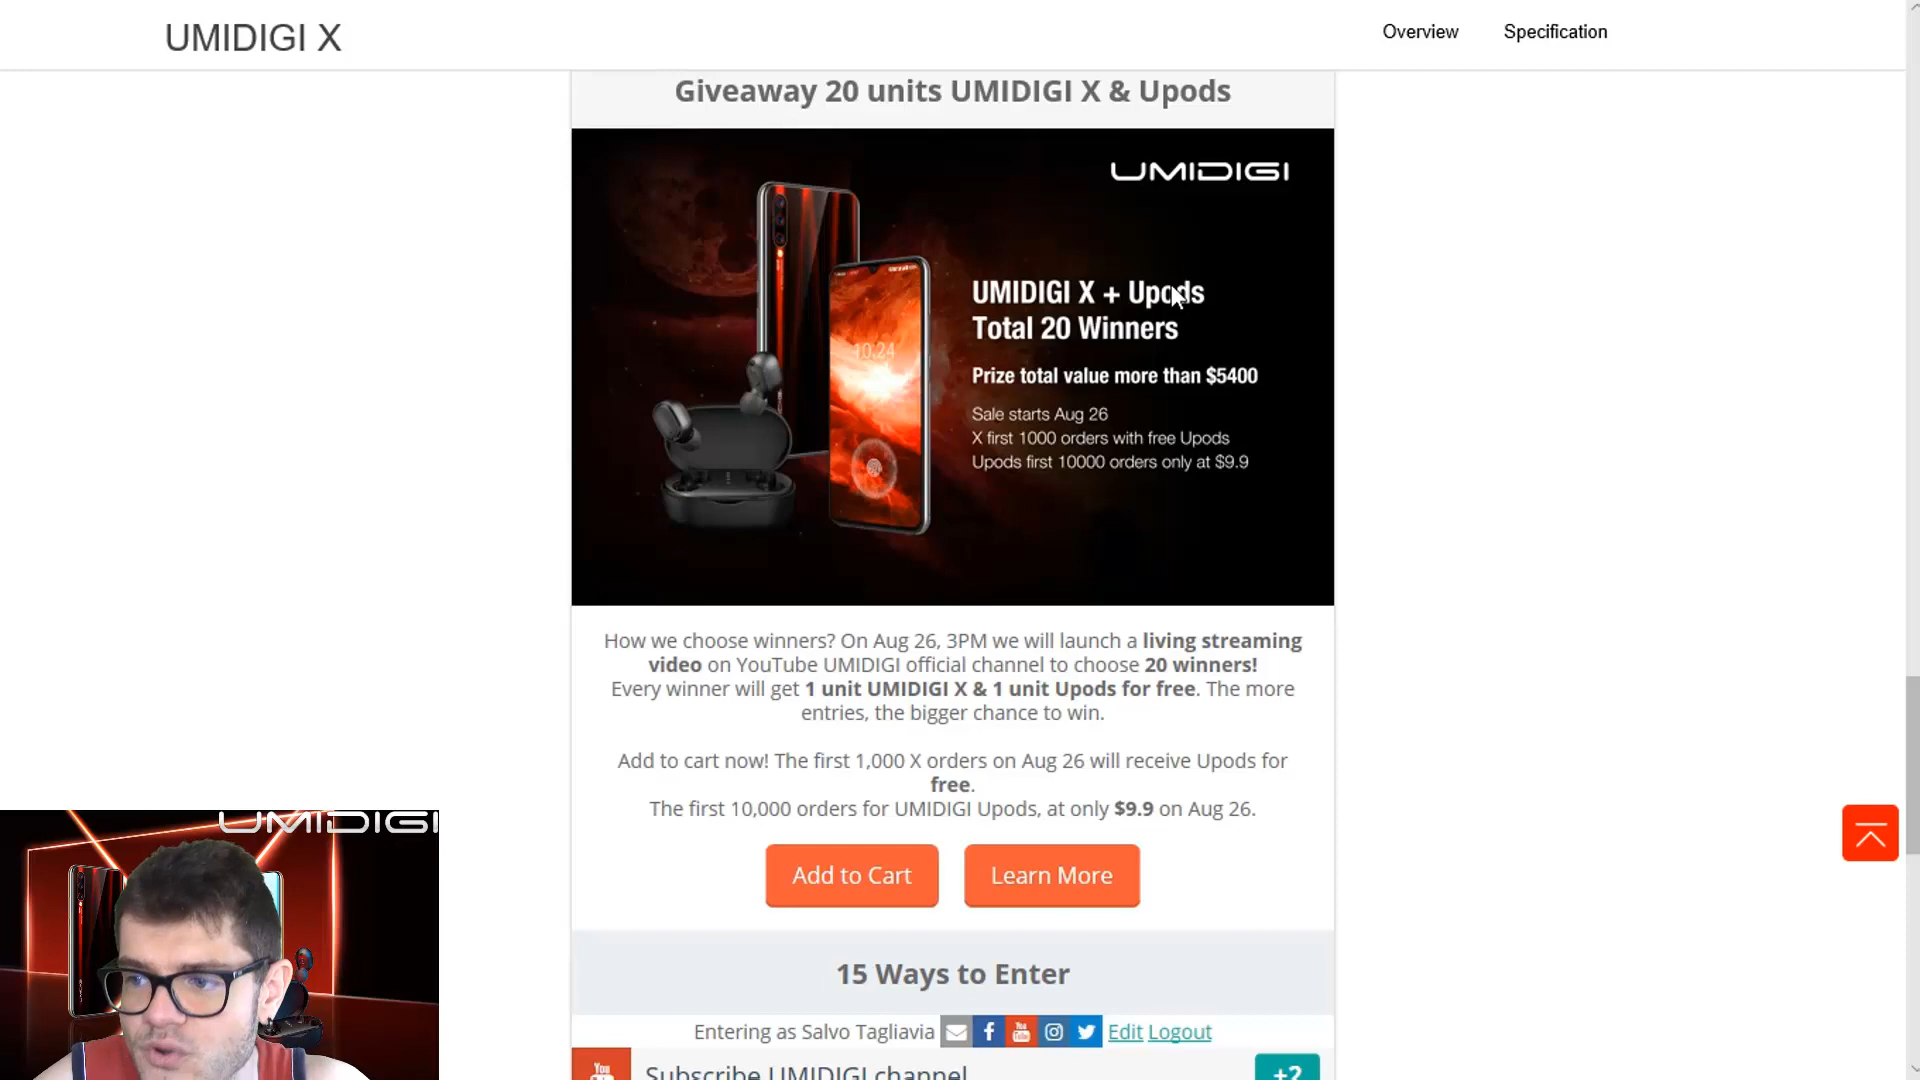 UMIDIGI X
Overview
Specification
Giveaway 20 units UMIDIGI X & Upods
UMIDIGI
UMIDIGI X + Upods
Total 20 Winners
Prize total value more than $5400
Sale starts Aug 26
X first 1000 orders with free Upods
Upods first 10000 orders only at $9.9
10:24
How we choose winners? On Aug 26, 3PM we will launch a living streaming
video on YouTube UMIDIGI official channel to choose 20 winners!
Every winner will get 1 unit UMIDIGI X & 1 unit Upods for free. The more
entries, the bigger chance to win.
Add to cart now! The first 1,000 X orders on Aug 26 will receive Upods for
free.
The first 10,000 orders for UMIDIGI Upods, at only $9.9 on Aug 26.
Add to Cart
Learn More
15 Ways to Enter
Entering as Salvo Tagliavia
You
Edit Logout
You
Subscribe UMIDIGI channel
+2
UMIDIGI